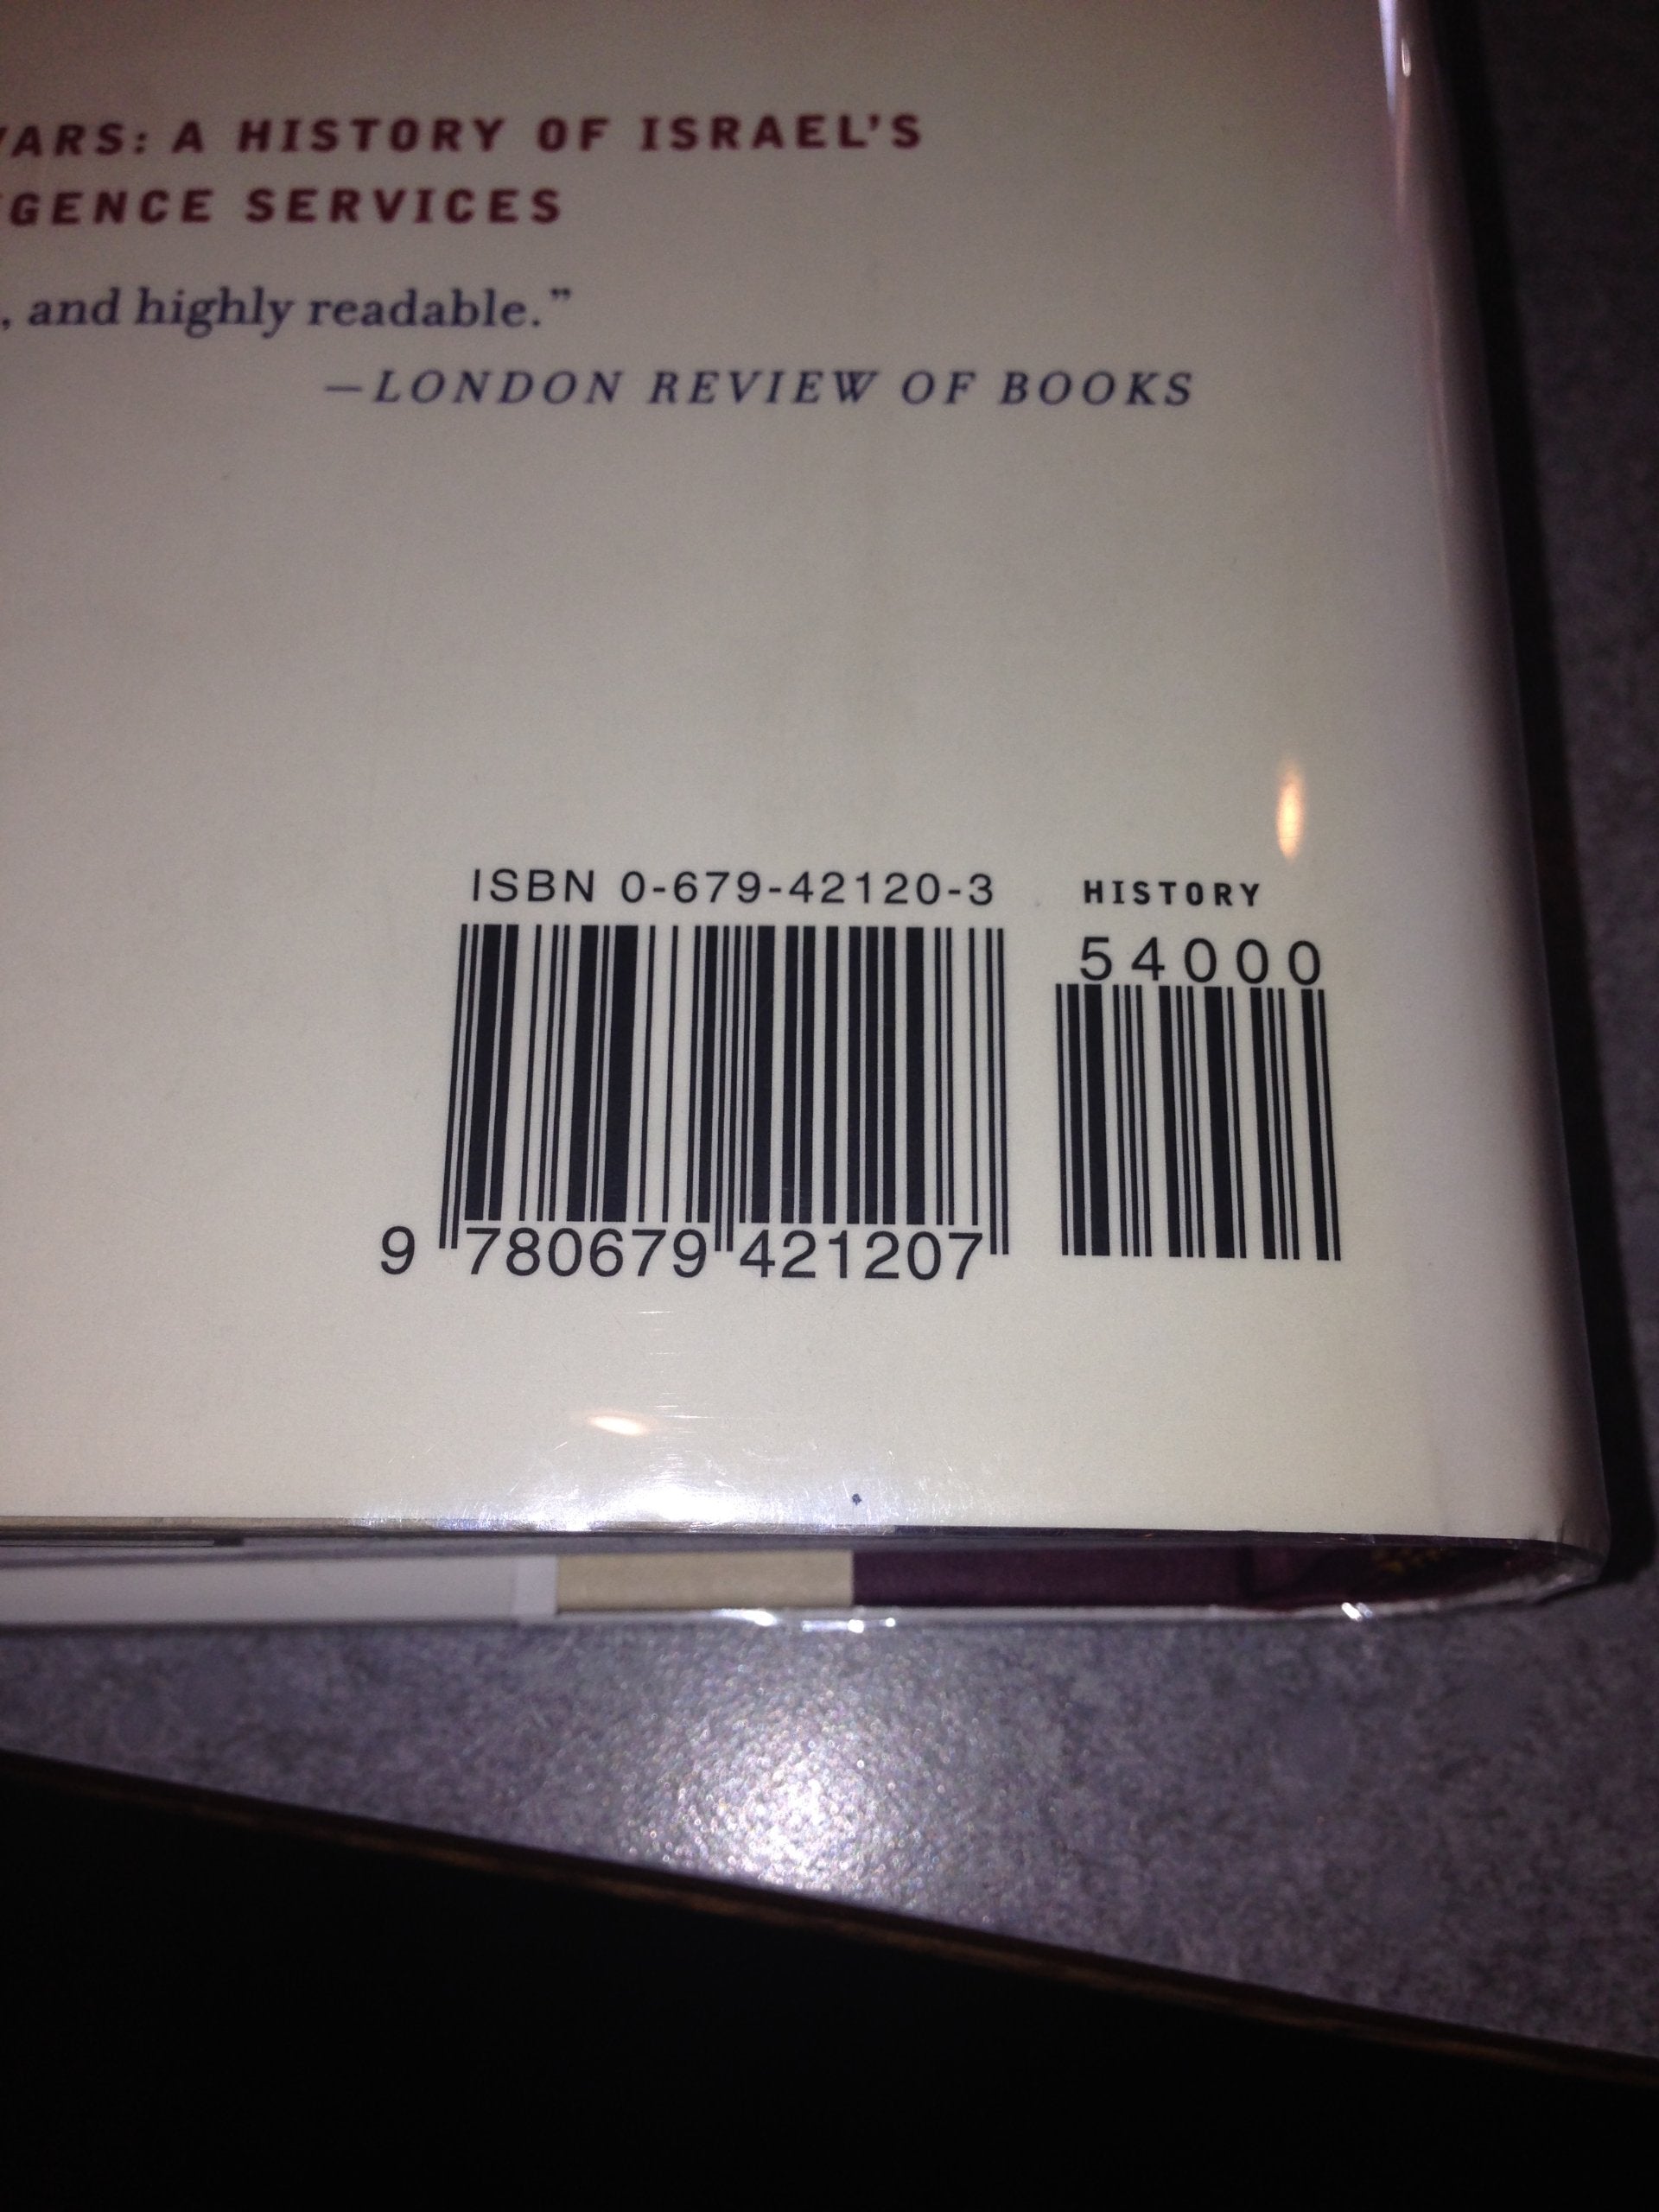 WARS: A HISTORY OF ISRAEL'S
GENCE SERVICES
, and highly readable."
—LONDON REVIEW OF BOOKS
ISBN 0-679-42120-3
HISTORY
54000
9 780679 421207